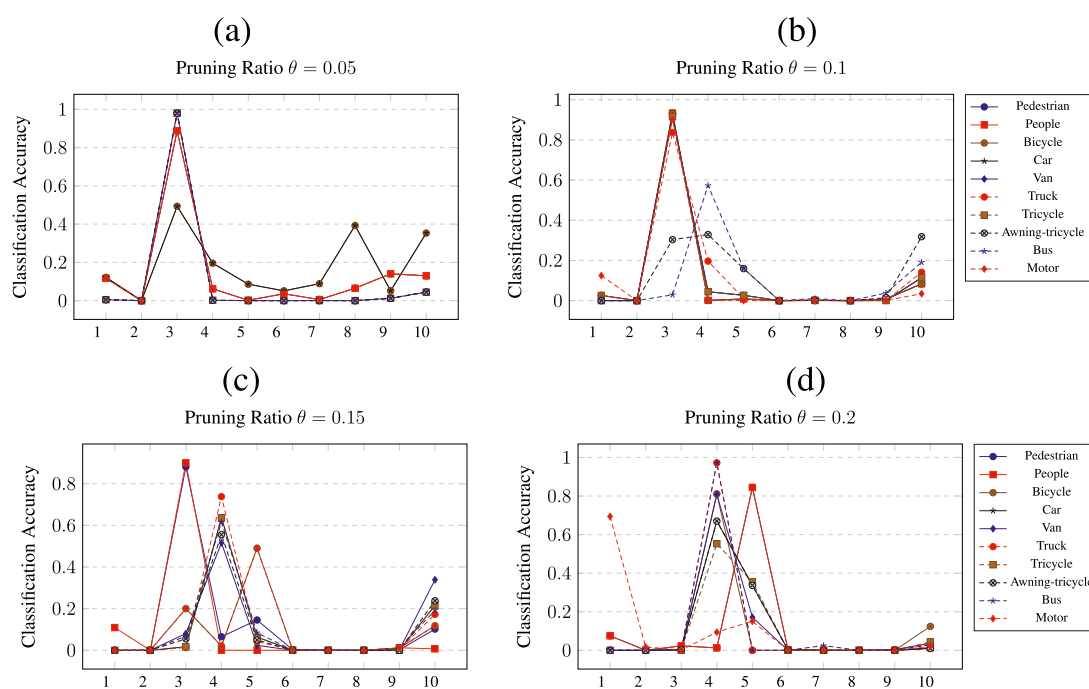 (a)
Pruning Ratio θ = 0.05
Classification Accuracy
1
0.8
0.6
0.4
0.2
0
1 2 3 4 5 6 7 8 9 10
(b)
Pruning Ratio θ = 0.1
Classification Accuracy
1
0.8
0.6
0.4
0.2
0
1 2 3 4 5 6 7 8 9 10
Pedestrian
People
Bicycle
Car
Van
Truck
Tricycle
Awning-tricycle
Bus
Motor
(c)
Pruning Ratio θ = 0.15
Classification Accuracy
0.8
0.6
0.4
0.2
0
1 2 3 4 5 6 7 8 9 10
(d)
Pruning Ratio θ = 0.2
Classification Accuracy
1
0.8
0.6
0.4
0.2
0
1 2 3 4 5 6 7 8 9 10
Pedestrian
People
Bicycle
Car
Van
Truck
Tricycle
Awning-tricycle
Bus
Motor